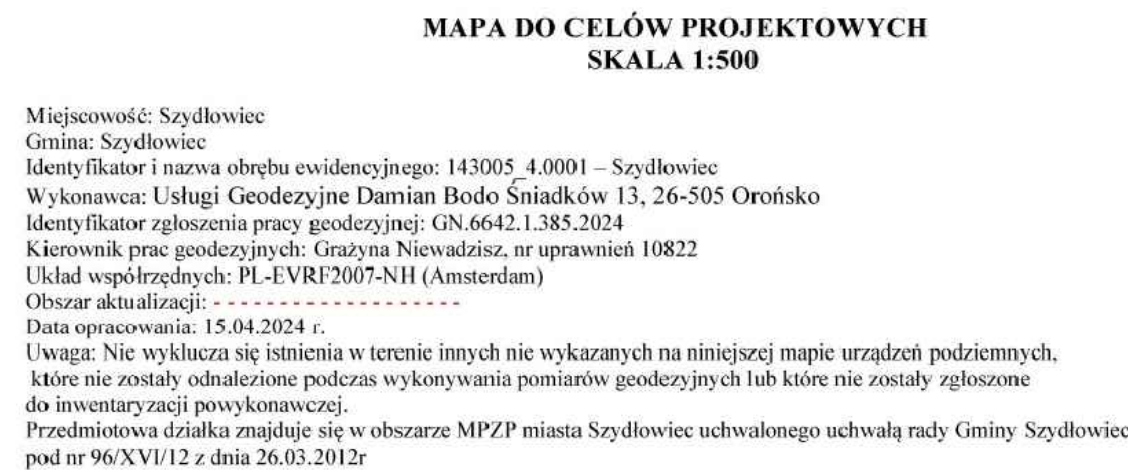 MAPA DO CELÓW PROJEKTOWYCH
SKALA 1:500
Miejscowość: Szydłowiec
Gmina: Szydłowiec
Identyfikator i nazwa obrębu ewidencyjnego: 143005_4.0001 – Szydłowiec
Wykonawca: Usługi Geodezyjne Damian Bodo Śniadków 13, 26-505 Orońsko
Identyfikator zgłoszenia pracy geodezyjnej: GN.6642.1.385.2024
Kierownik prac geodezyjnych: Grażyna Niewadzisz, nr uprawnień 10822
Układ współrzędnych: PL-EVRF2007-NH (Amsterdam)
Obszar aktualizacji: - - - - - - - - - - - - - - - - - - -
Data opracowania: 15.04.2024 r.
Uwaga: Nie wyklucza się istnienia w terenie innych nie wykazanych na niniejszej mapie urządzeń podziemnych,
które nie zostały odnalezione podczas wykonywania pomiarów geodezyjnych lub które nie zostały zgłoszone
do inwentaryzacji powykonawczej.
Przedmiotowa działka znajduje się w obszarze MPZP miasta Szydłowiec uchwalonego uchwałą rady Gminy Szydłowiec
pod nr 96/XVI/12 z dnia 26.03.2012r